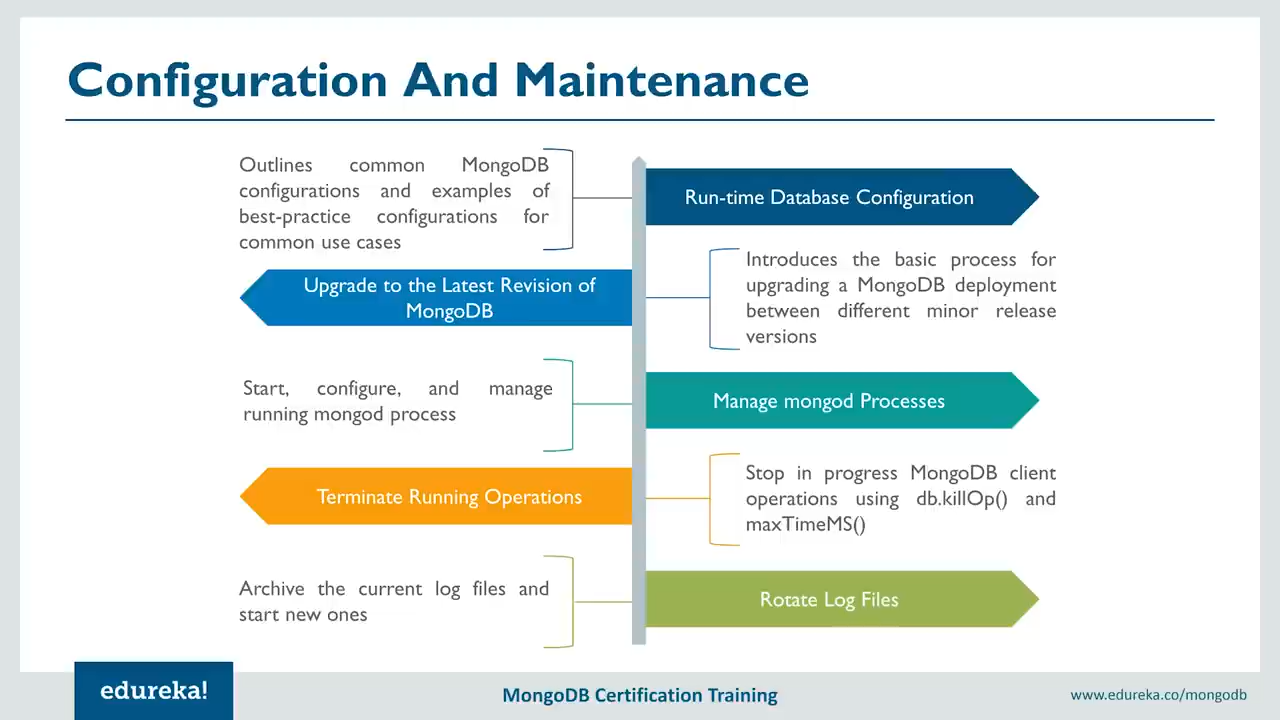 Configuration And Maintenance
Outlines common MongoDB
configurations and examples of
best-practice configurations for
common use cases
Run-time Database Configuration
Upgrade to the Latest Revision of
MongoDB
Introduces the basic process for
upgrading a MongoDB deployment
between different minor release
versions
Start, configure, and manage
running mongod process
Manage mongod Processes
Terminate Running Operations
Stop in progress MongoDB client
operations using db.killOp() and
maxTimeMS()
Archive the current log files and
start new ones
Rotate Log Files
edureka!
MongoDB Certification Training
www.edureka.co/mongodb